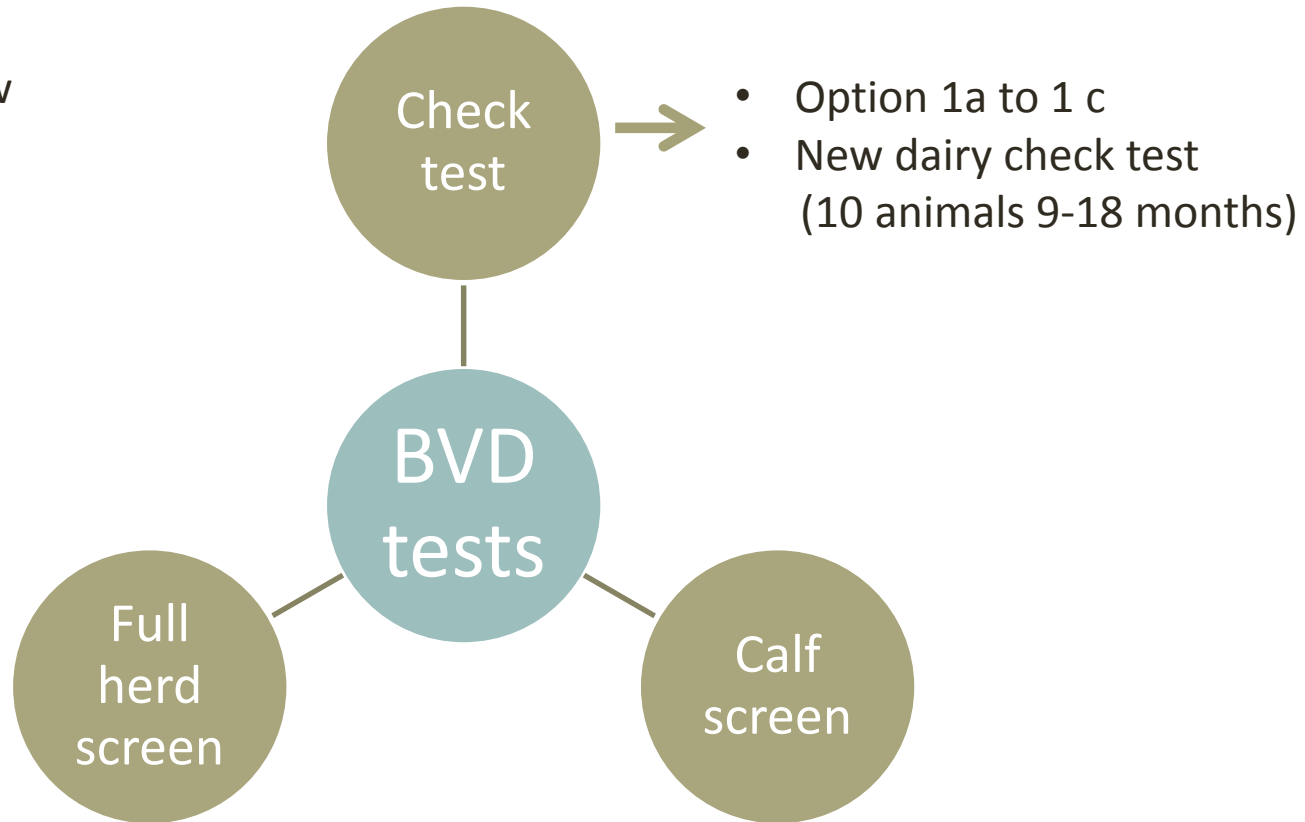 Check
test
• Option 1a to 1 c
• New dairy check test
(10 animals 9-18 months)
BVD
tests
Full
herd
screen
Calf
screen